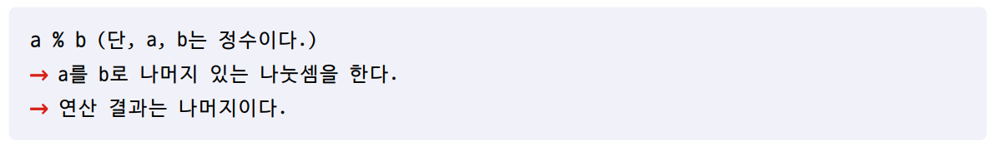 a % b (단, a, b는 정수이다.)
→ a를 b로 나머지 있는 나눗셈을 한다.
→ 연산 결과는 나머지이다.